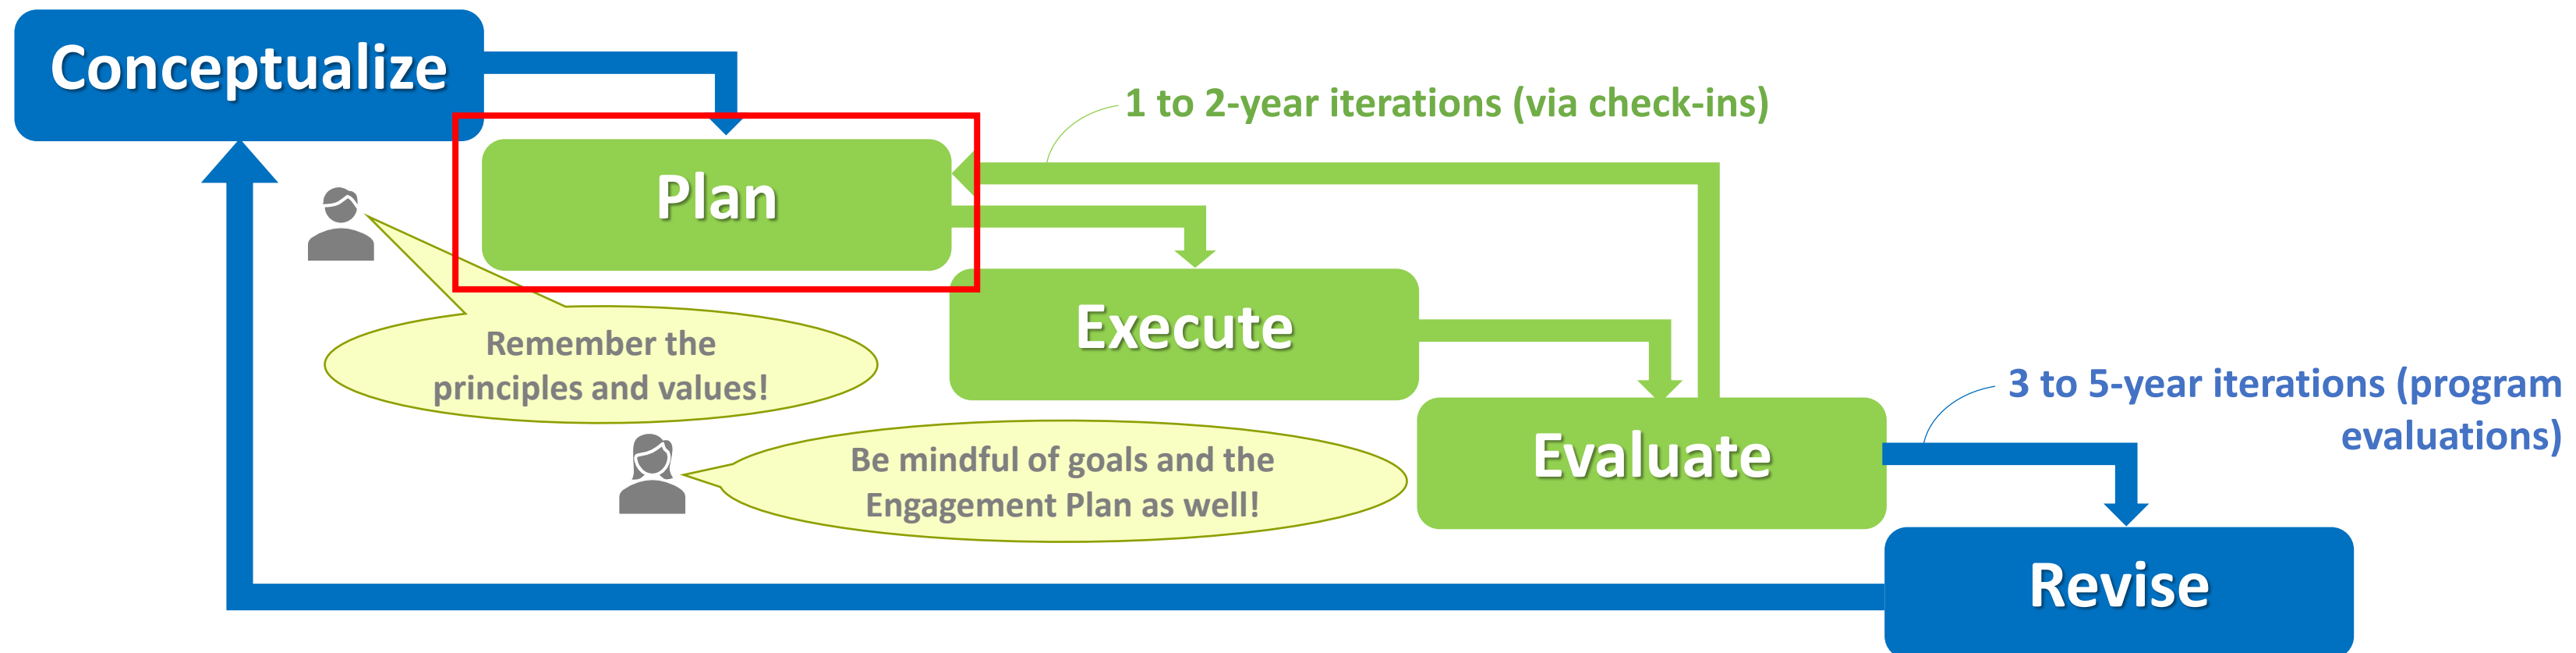 Conceptualize
1 to 2-year iterations (via check-ins)
Plan
Execute
Remember the
principles and values!
3 to 5-year iterations (program
evaluations)
Evaluate
Be mindful of goals and the
Engagement Plan as well!
Revise